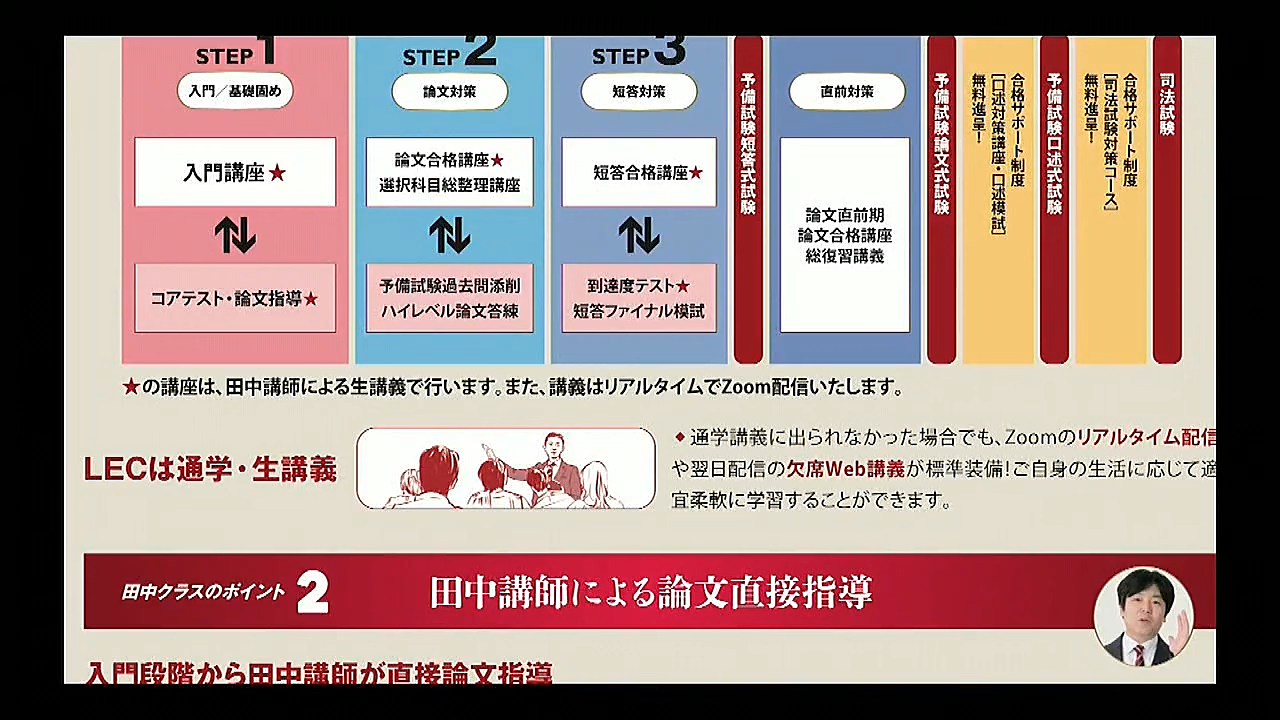 STEP 1
入門／基礎固め
入門講座★
コアテスト・論文指導★
STEP 2
論文対策
論文合格講座★
選択科目総整理講座
予備試験過去問添削
ハイレベル論文答練
STEP 3
短答対策
短答合格講座★
到達度テスト★
短答ファイナル模試
予備試験短答式試験
直前対策
論文直前期
論文合格講座
総復習講義
予備試験論文式試験
合格サポート制度
［口述対策講座・口述模試］
無料進呈！
予備試験口述式試験
合格サポート制度
［司法試験対策コース］
無料進呈！
司法試験
★の講座は、田中講師による生講義で行います。また、講義はリアルタイムでZoom配信いたします。
LECは通学・生講義
◆通学講義に出られなかった場合でも、Zoomのリアルタイム配信
や翌日配信の欠席Web講義が標準装備！ご自身の生活に応じて適
宜柔軟に学習することができます。
田中クラスのポイント 2
田中講師による論文直接指導
入門段階から田中講師が直接論文指導